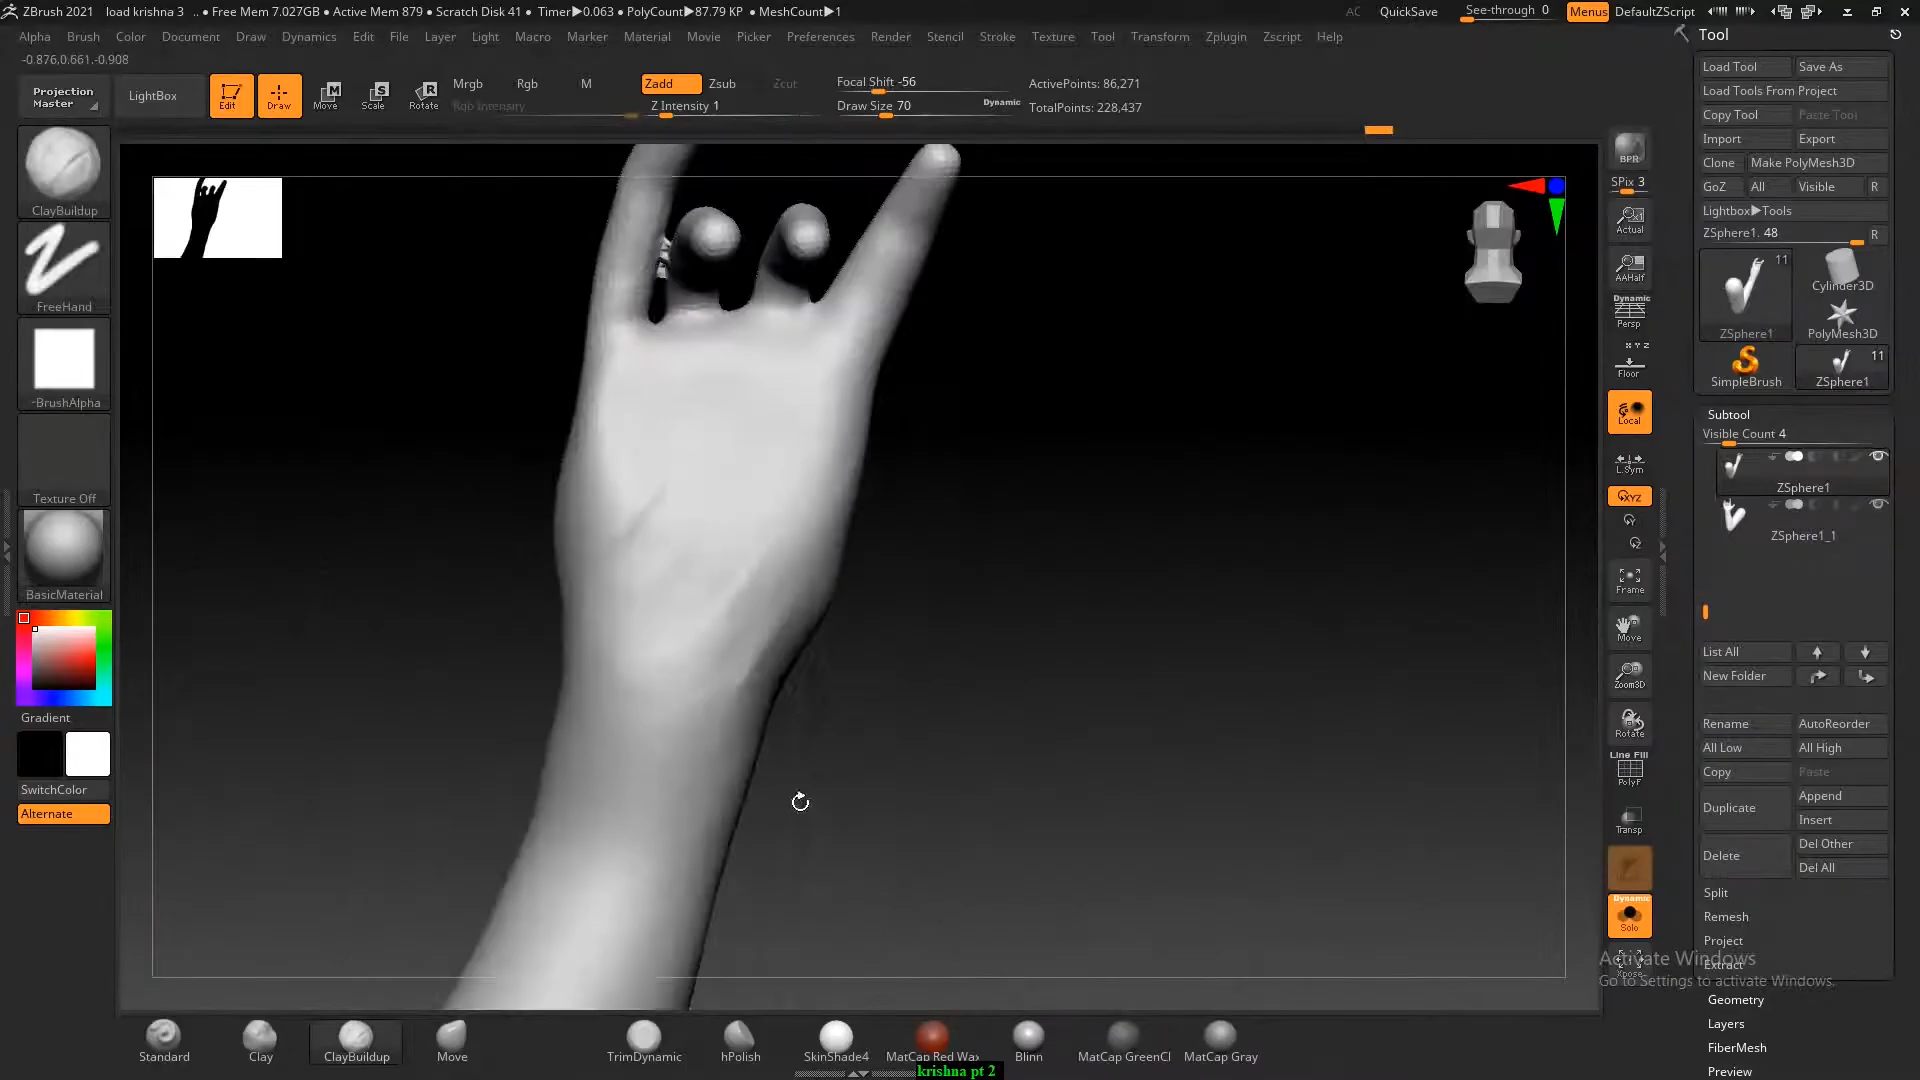 ZBrush 2021 load krishna 3 .. ● Free Mem 7.027GB ● Active Mem 879 ● Scratch Disk 41 ● Timer▶0.063 ● PolyCount▶87.79 KP ● MeshCount▶1 AC QuickSave See-through 0 Menus DefaultZScript
Alpha Brush Color Document Draw Dynamics Edit File Layer Light Macro Marker Material Movie Picker Preferences Render Stencil Stroke Texture Tool Transform Zplugin Zscript Help
-0.876,0.661,-0.908
Projection Master
LightBox
Edit
Draw
Move
Scale
Rotate
Mrgb Rgb M
Rgb Intensity
Zadd Zsub Zcut
Z Intensity 1
Focal Shift -56
Draw Size 70
Dynamic
ActivePoints: 86,271
TotalPoints: 228,437
ClayBuildup
FreeHand
~BrushAlpha
Texture Off
BasicMaterial
Gradient
SwitchColor
Alternate
BPR
SPix 3
Actual
AAHalf
Dynamic
Persp
X Y Z
Floor
Local
L.Sym
XYZ
Y
Z
Frame
Move
Zoom3D
Rotate
Line Fill
PolyF
Transp
Dynamic
Solo
Xpose
Tool
Load Tool Save As
Load Tools From Project
Copy Tool Paste Tool
Import Export
Clone Make PolyMesh3D
GoZ All Visible R
Lightbox▶Tools
ZSphere1. 48 R
11
ZSphere1
Cylinder3D
PolyMesh3D
SimpleBrush
11
ZSphere1
Subtool
Visible Count 4
ZSphere1
ZSphere1_1
List All
New Folder
Rename AutoReorder
All Low All High
Copy Paste
Duplicate Append
Insert
Delete Del Other
Del All
Split
Remesh
Project
Extract
Activate Windows
Go to Settings to activate Windows.
Geometry
Layers
FiberMesh
Preview
Standard Clay ClayBuildup Move TrimDynamic hPolish SkinShade4 MatCap Red Wax Blinn MatCap GreenCl MatCap Gray
krishna pt 2